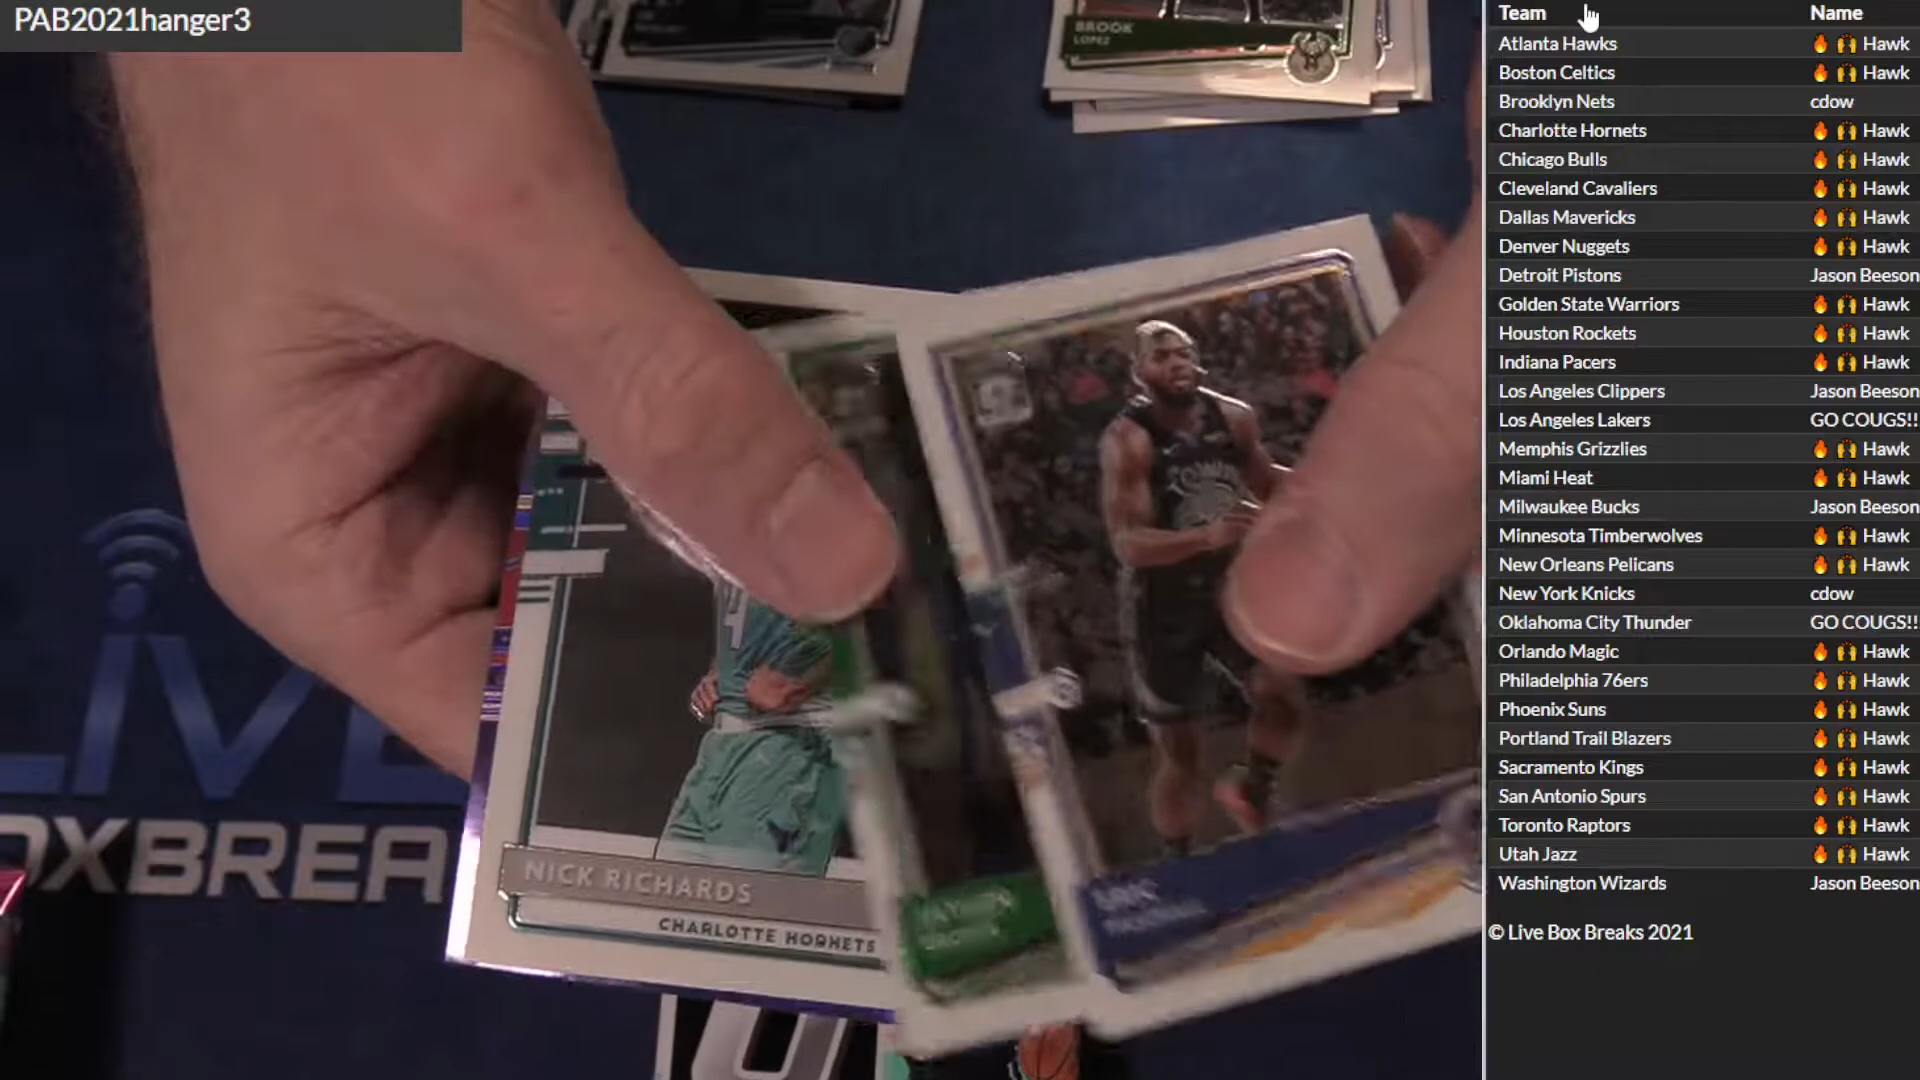 PAB2021hanger3
BROOK
LOPEZ
NICK RICHARDS
CHARLOTTE HORNETS
LIVE
OXBREA
Team Name
Atlanta Hawks 🔥 🙌 Hawk
Boston Celtics 🔥 🙌 Hawk
Brooklyn Nets cdow
Charlotte Hornets 🔥 🙌 Hawk
Chicago Bulls 🔥 🙌 Hawk
Cleveland Cavaliers 🔥 🙌 Hawk
Dallas Mavericks 🔥 🙌 Hawk
Denver Nuggets 🔥 🙌 Hawk
Detroit Pistons Jason Beeson
Golden State Warriors 🔥 🙌 Hawk
Houston Rockets 🔥 🙌 Hawk
Indiana Pacers 🔥 🙌 Hawk
Los Angeles Clippers Jason Beeson
Los Angeles Lakers GO COUGS!!
Memphis Grizzlies 🔥 🙌 Hawk
Miami Heat 🔥 🙌 Hawk
Milwaukee Bucks Jason Beeson
Minnesota Timberwolves 🔥 🙌 Hawk
New Orleans Pelicans 🔥 🙌 Hawk
New York Knicks cdow
Oklahoma City Thunder GO COUGS!!
Orlando Magic 🔥 🙌 Hawk
Philadelphia 76ers 🔥 🙌 Hawk
Phoenix Suns 🔥 🙌 Hawk
Portland Trail Blazers 🔥 🙌 Hawk
Sacramento Kings 🔥 🙌 Hawk
San Antonio Spurs 🔥 🙌 Hawk
Toronto Raptors 🔥 🙌 Hawk
Utah Jazz 🔥 🙌 Hawk
Washington Wizards Jason Beeson
© Live Box Breaks 2021